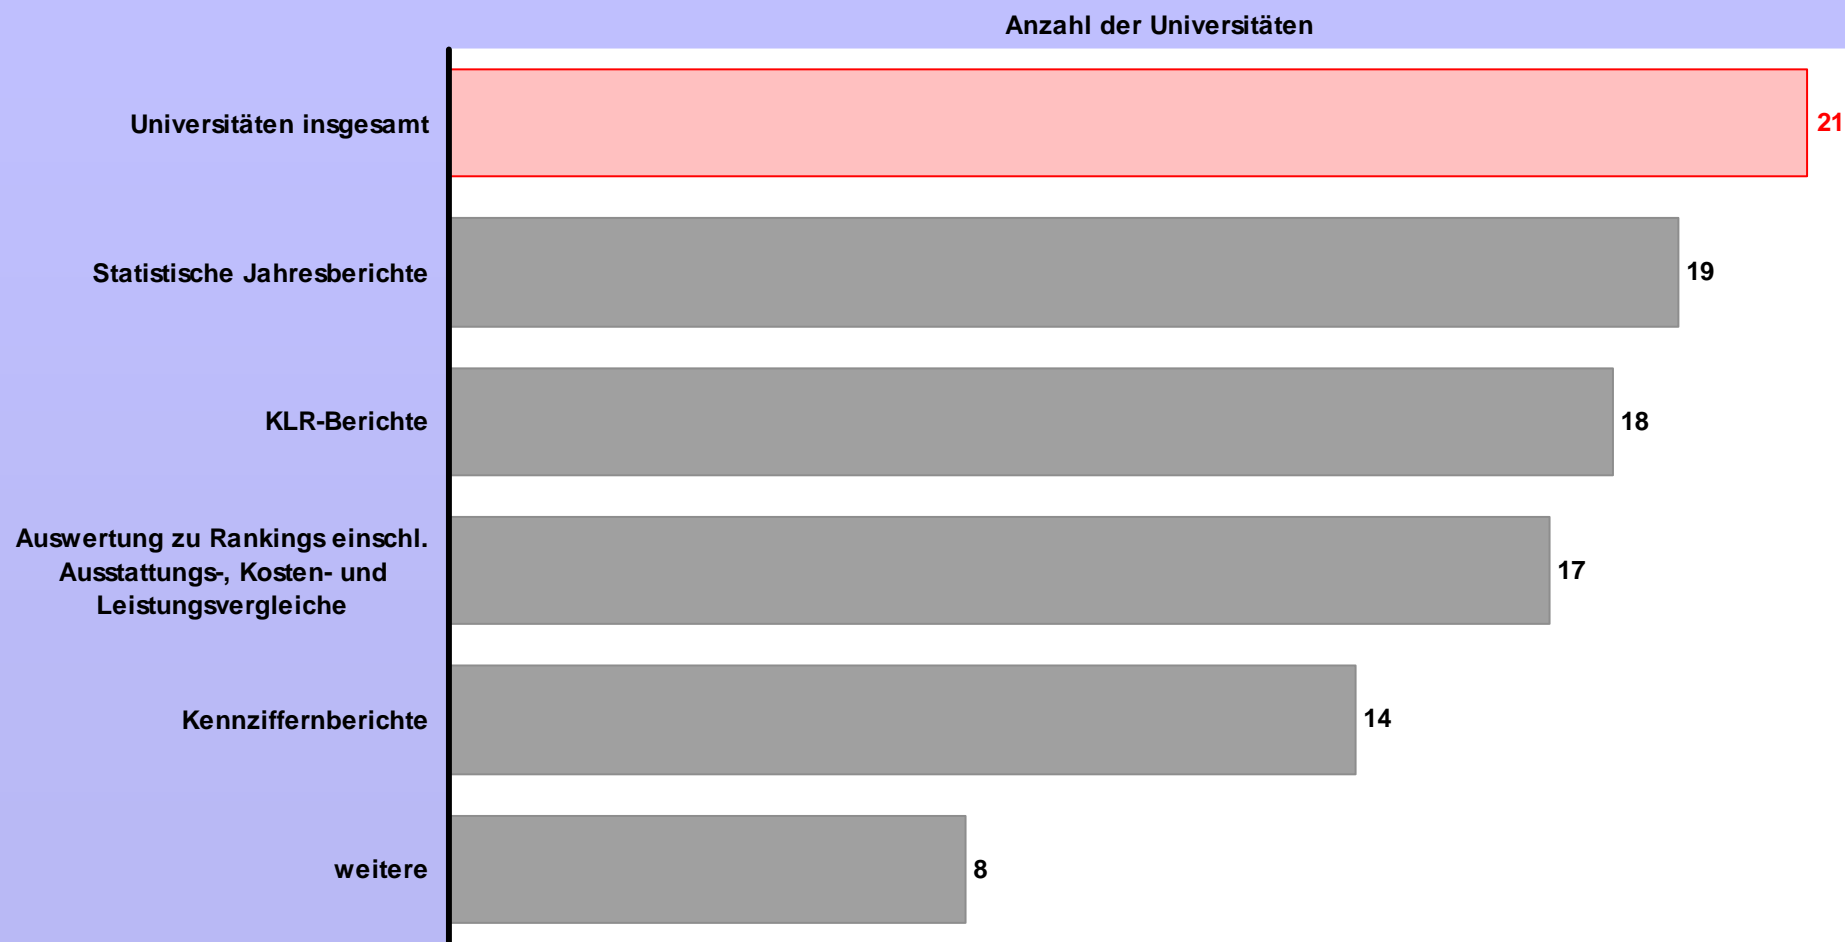 Anzahl der Universitäten
Universitäten insgesamt
21
Statistische Jahresberichte
19
KLR-Berichte
18
Auswertung zu Rankings einschl.
Ausstattungs-, Kosten- und
Leistungsvergleiche
17
Kennziffernberichte
14
weitere
8